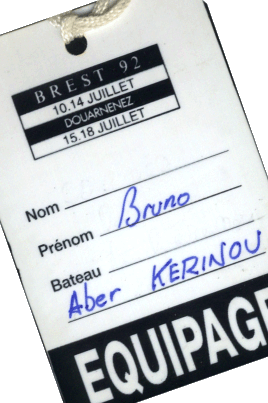 BREST 92
10.14 JUILLET
DOUARNENEZ
15.18 JUILLET
Nom
Prénom Bruno
Bateau
Aber KERINOU
EQUIPAGE